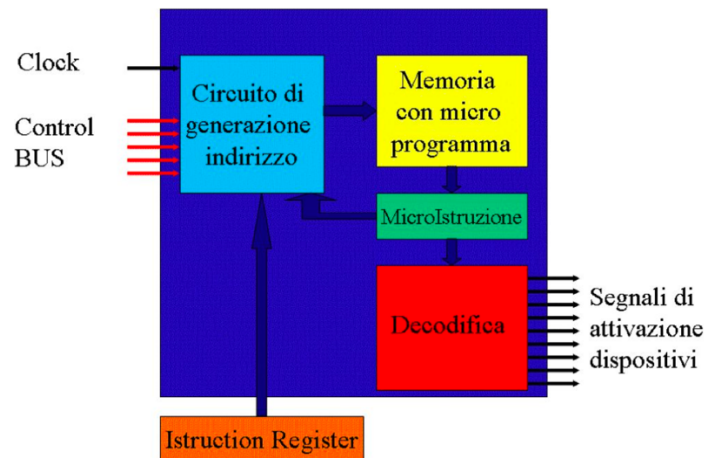 Clock
Control
BUS
Circuito di
generazione
indirizzo
Memoria
con micro
programma
MicroIstruzione
Decodifica
Segnali di
attivazione
dispositivi
Istruction Register